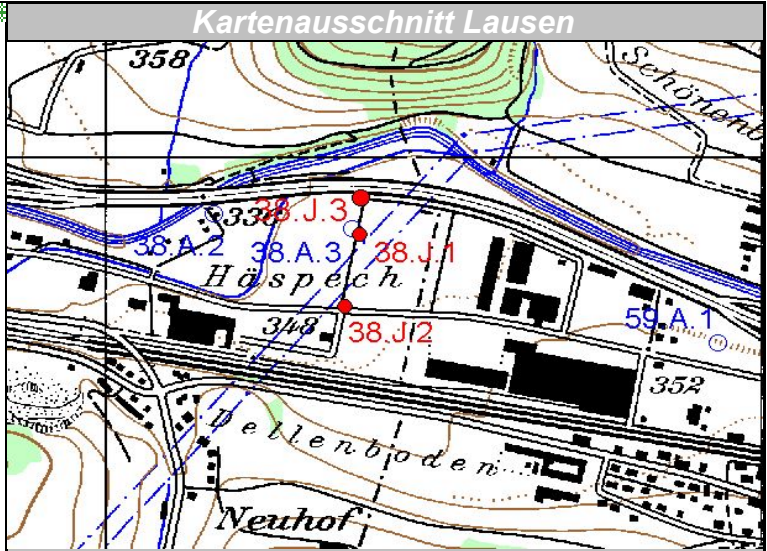 Kartenausschnitt Lausen
358
Schönenb
338
38.J.3
38.A.2
38.A.3
38.J.1
Häspech
348
38.J.2
59.A.1
352
Dellenboden
Neuhof